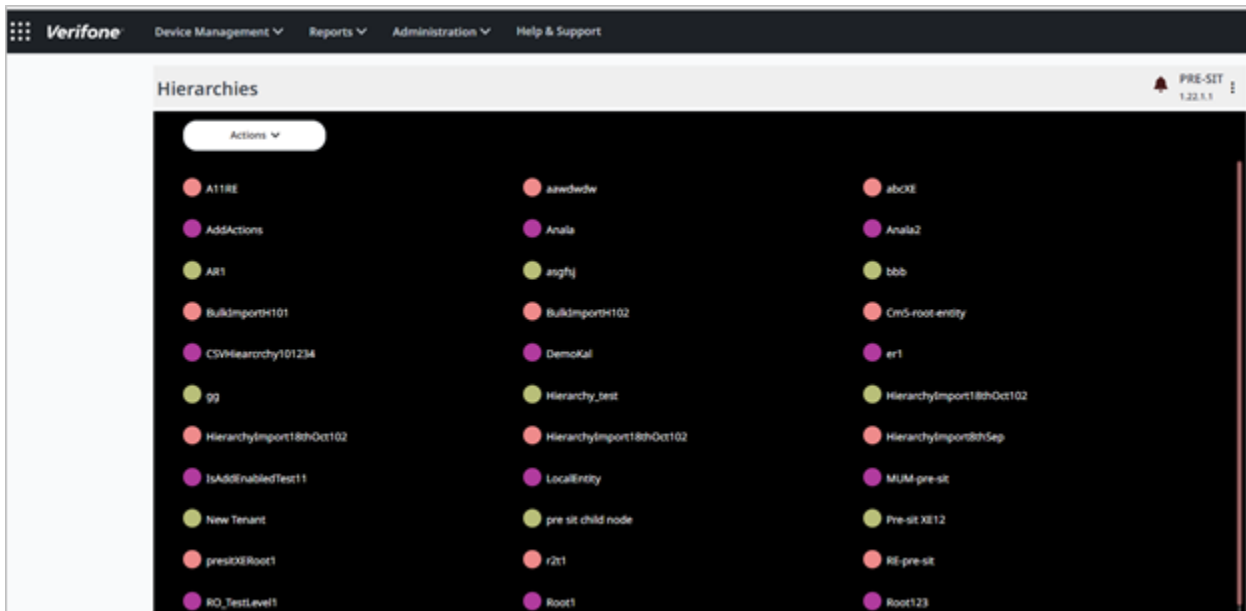 Verifone Device Management Reports Administration Help & Support
Hierarchies PRE-SIT
1.22.1.1
Actions
A11RE aawdwdw abcXE
AddActions Anala Anala2
AR1 asgfsj bbb
BulkImportH101 BulkImportH102 Cm5-root-entity
CSVHiearcrchy101234 DemoKal er1
gg Hierarchy_test HierarchyImport18thOct102
HierarchyImport18thOct102 HierarchyImport18thOct102 HierarchyImport8thSep
IsAddEnabledTest11 LocalEntity MUM-pre-sit
New Tenant pre sit child node Pre-sit XE12
presitXERoot1 r2t1 RE-pre-sit
RO_TestLevel1 Root1 Root123